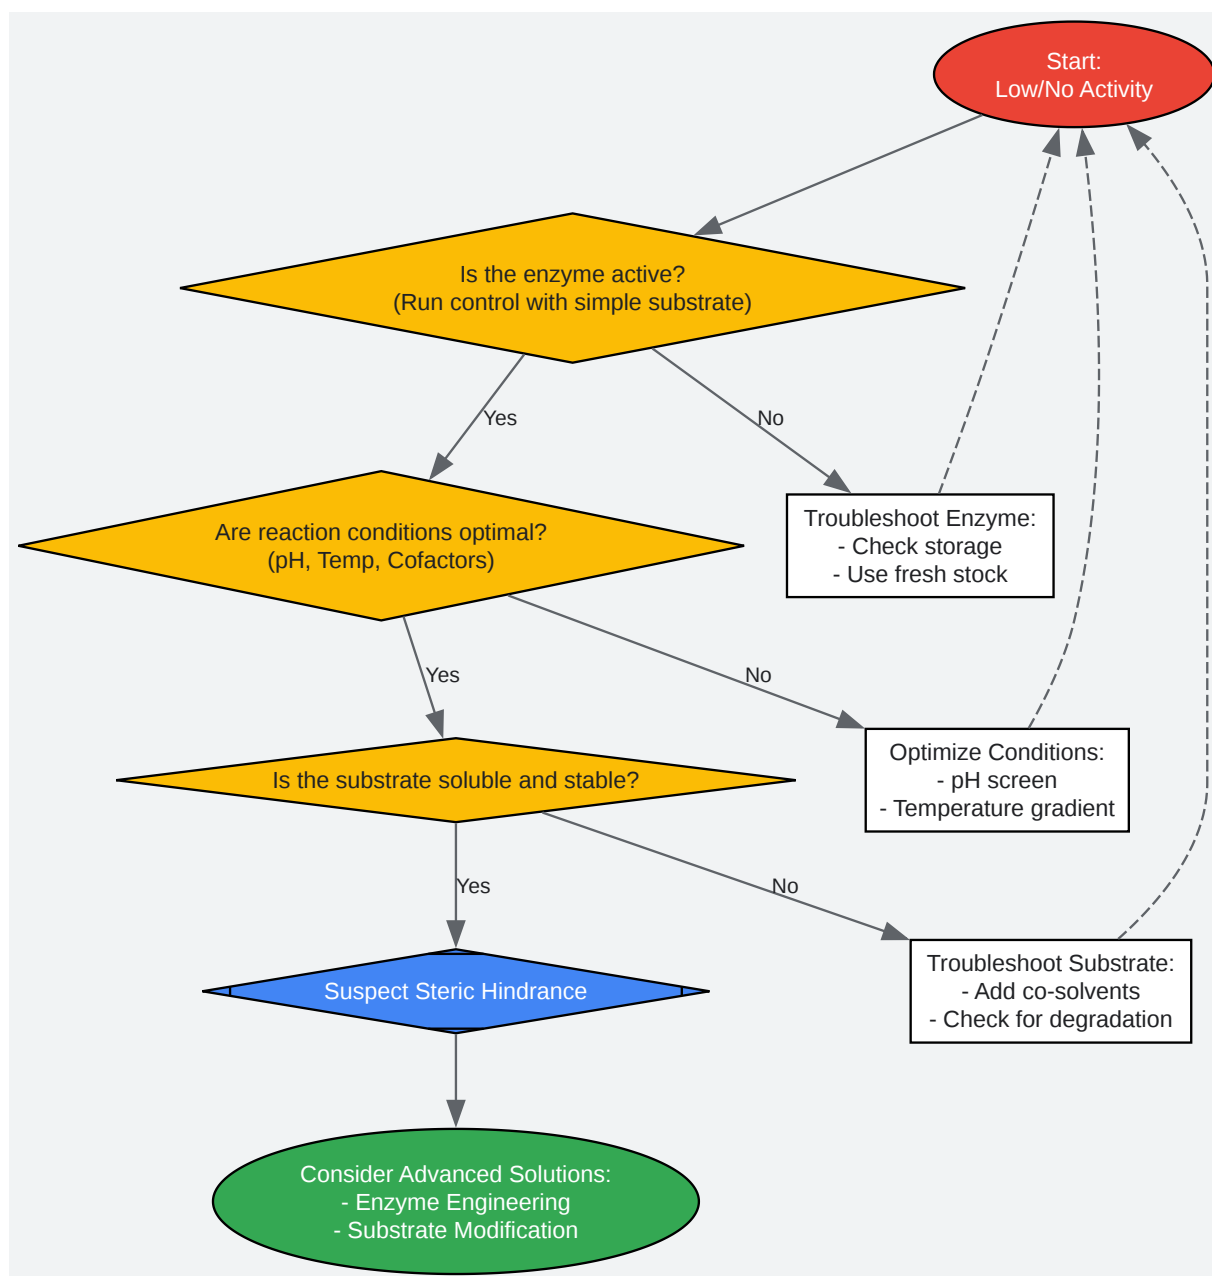 Start:
Low/No Activity
Is the enzyme active?
(Run control with simple substrate)
Yes
No
Are reaction conditions optimal?
(pH, Temp, Cofactors)
Troubleshoot Enzyme:
- Check storage
- Use fresh stock
Yes
No
Is the substrate soluble and stable?
Optimize Conditions:
- pH screen
- Temperature gradient
Yes
No
Suspect Steric Hindrance
Troubleshoot Substrate:
- Add co-solvents
- Check for degradation
Consider Advanced Solutions:
- Enzyme Engineering
- Substrate Modification